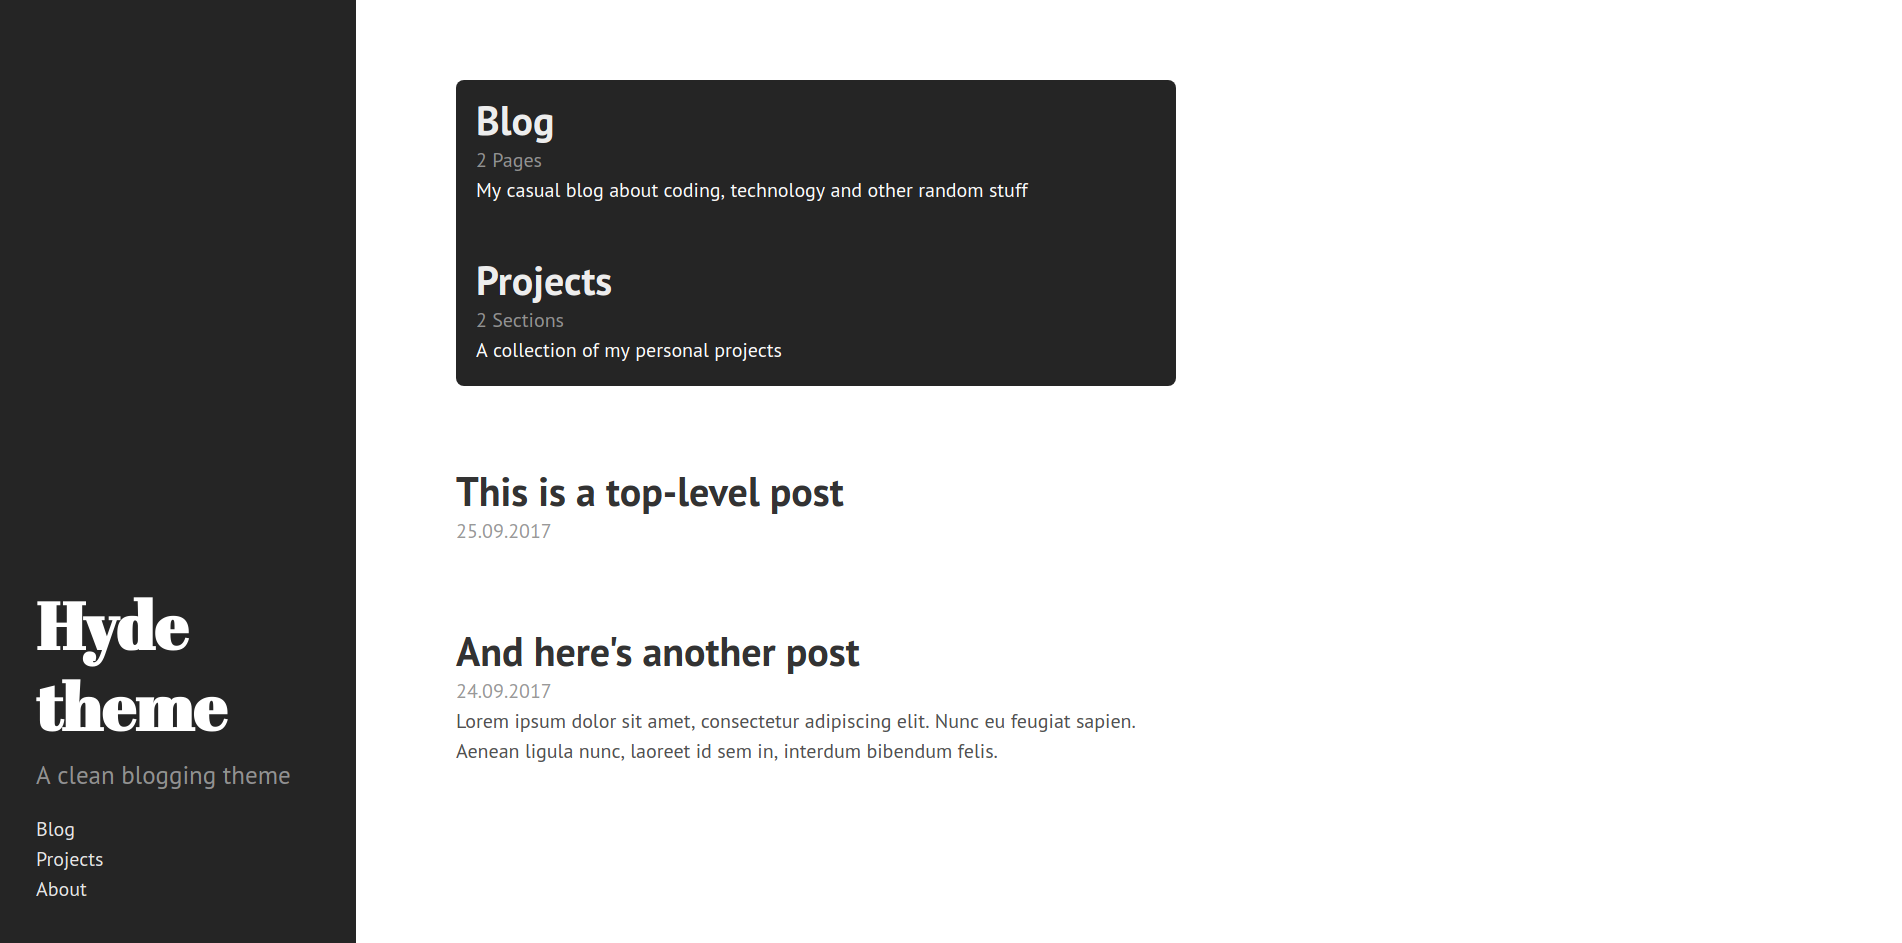 Hyde
theme
A clean blogging theme
Blog
Projects
About
Blog
2 Pages
My casual blog about coding, technology and other random stuff
Projects
2 Sections
A collection of my personal projects
This is a top-level post
25.09.2017
And here's another post
24.09.2017
Lorem ipsum dolor sit amet, consectetur adipiscing elit. Nunc eu feugiat sapien.
Aenean ligula nunc, laoreet id sem in, interdum bibendum felis.